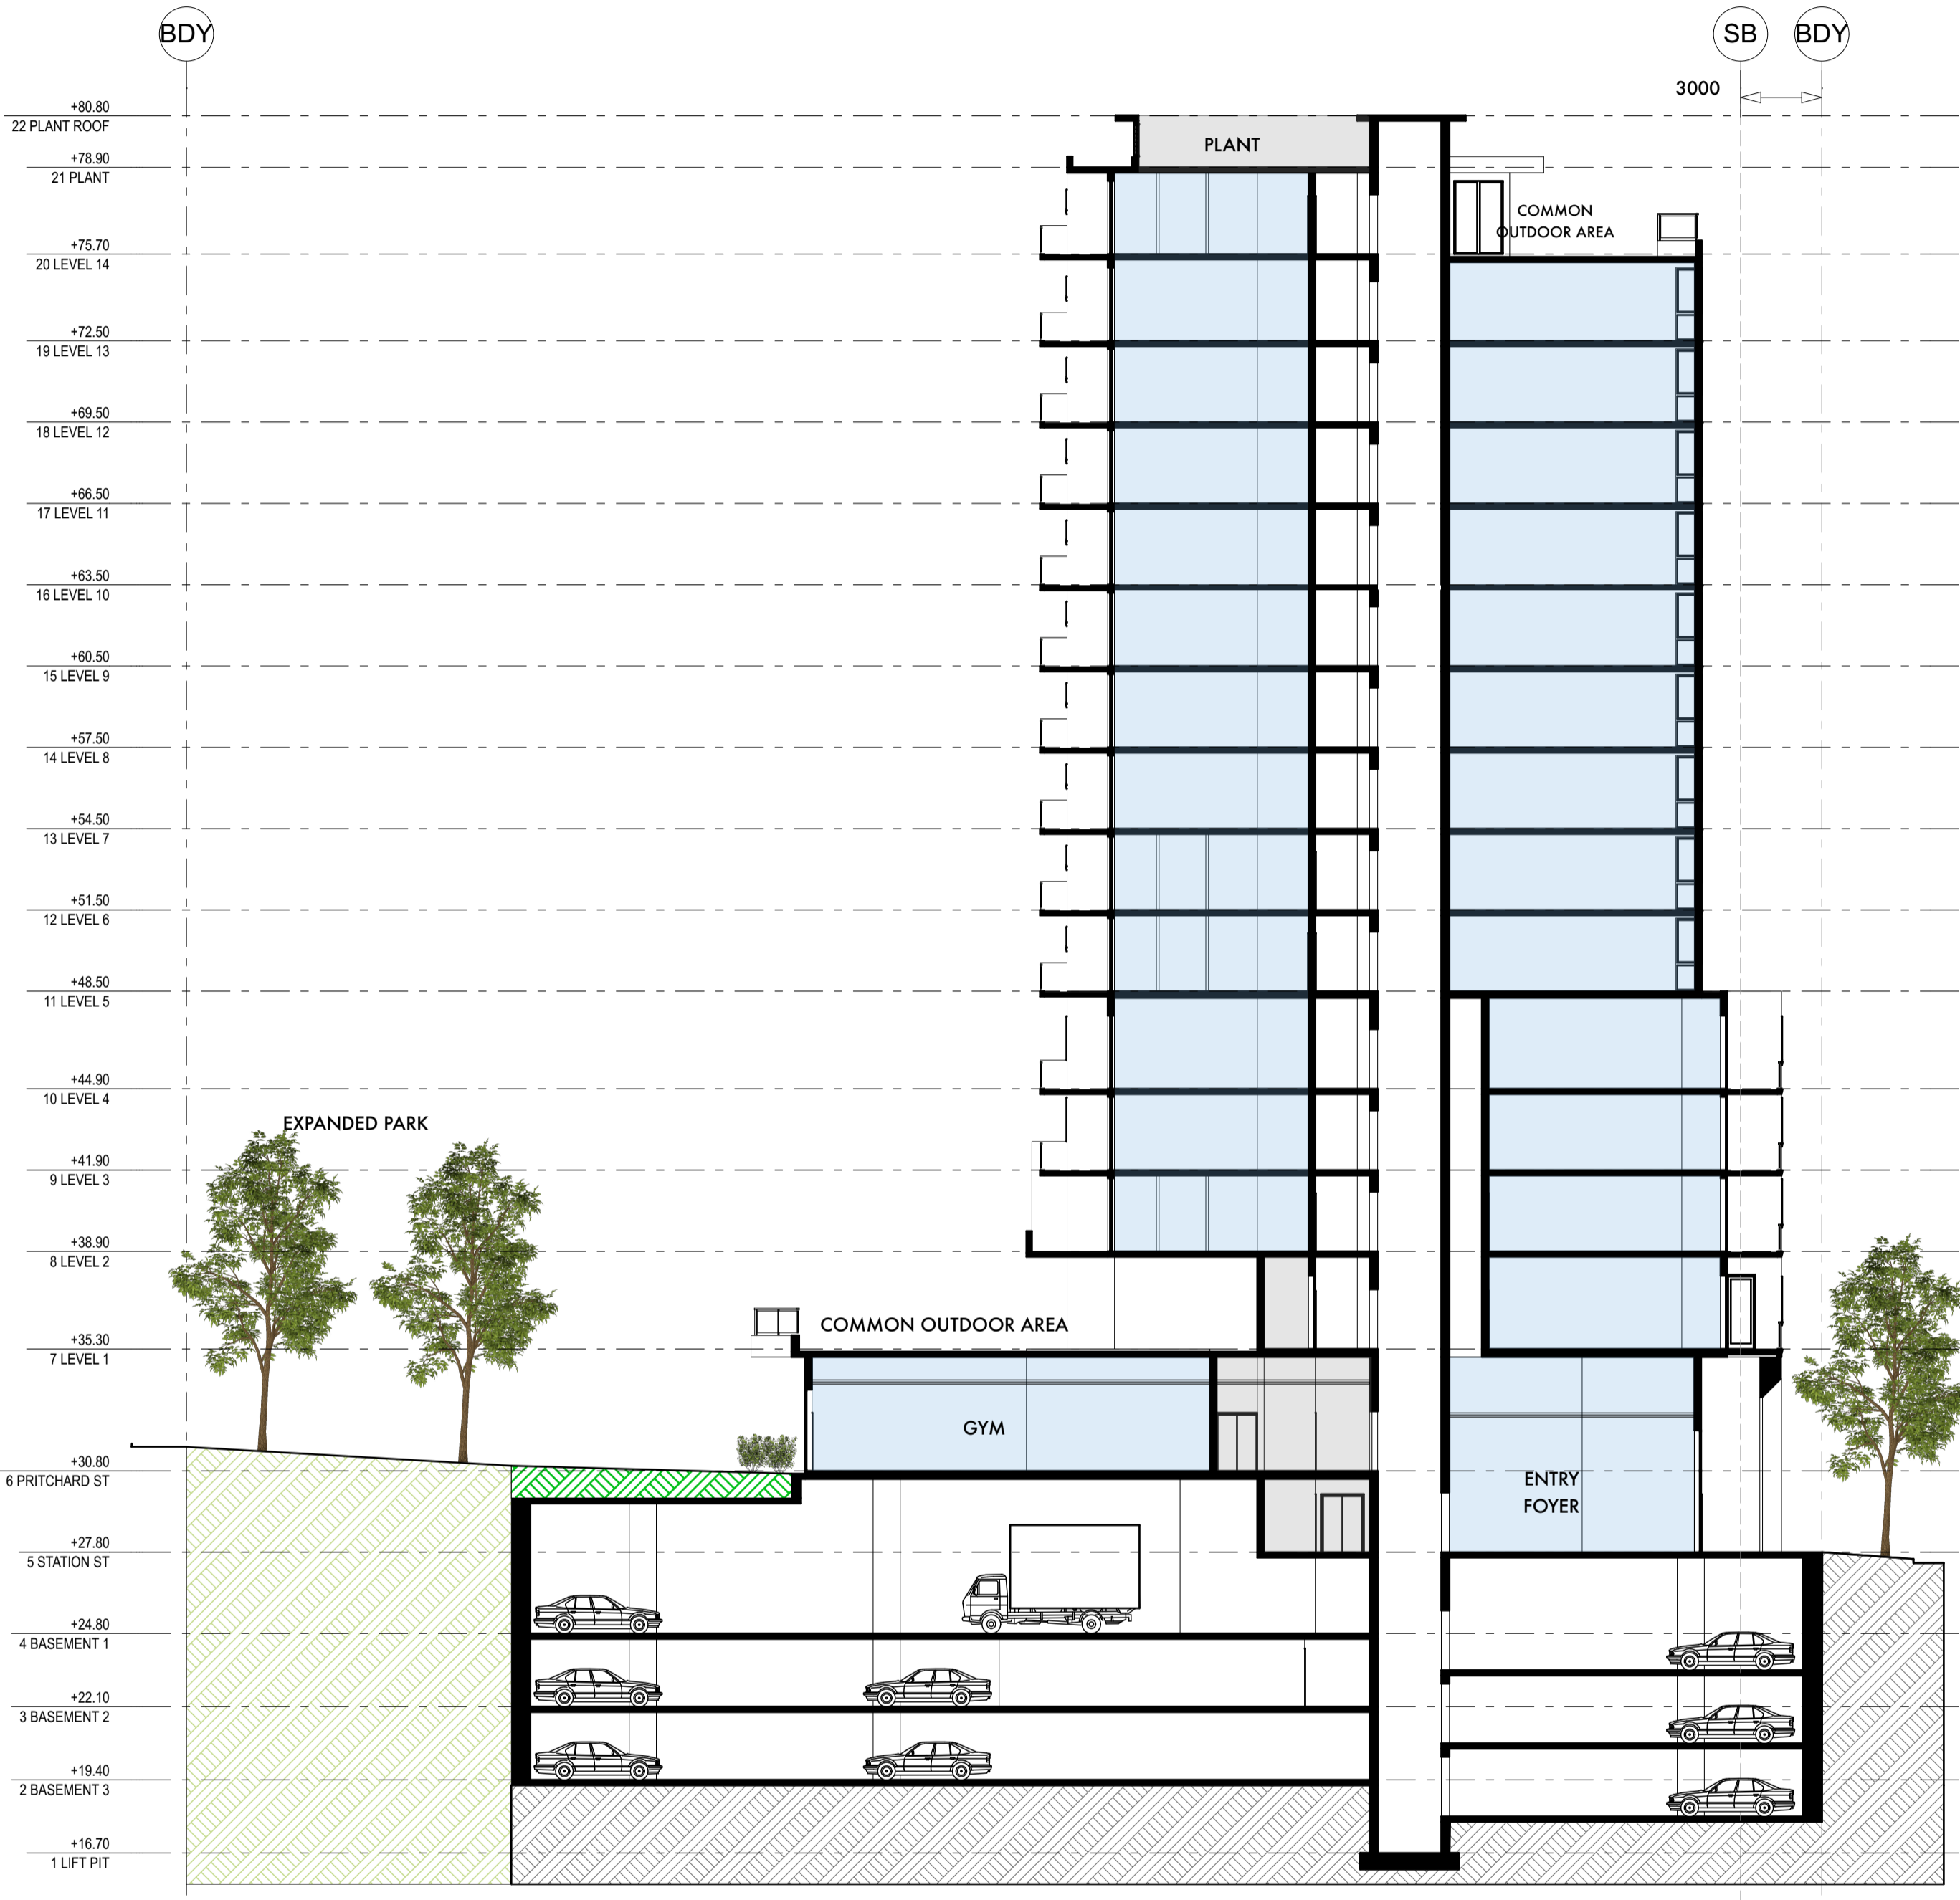 BDY
SB
BDY
3000
+80.80
22 PLANT ROOF
PLANT
+78.90
21 PLANT
COMMON
OUTDOOR AREA
+75.70
20 LEVEL 14
+72.50
19 LEVEL 13
+69.50
18 LEVEL 12
+66.50
17 LEVEL 11
+63.50
16 LEVEL 10
+60.50
15 LEVEL 9
+57.50
14 LEVEL 8
+54.50
13 LEVEL 7
+51.50
12 LEVEL 6
+48.50
11 LEVEL 5
+44.90
10 LEVEL 4
EXPANDED PARK
+41.90
9 LEVEL 3
+38.90
8 LEVEL 2
COMMON OUTDOOR AREA
+35.30
7 LEVEL 1
GYM
+30.80
6 PRITCHARD ST
ENTRY
FOYER
+27.80
5 STATION ST
+24.80
4 BASEMENT 1
+22.10
3 BASEMENT 2
+19.40
2 BASEMENT 3
+16.70
1 LIFT PIT